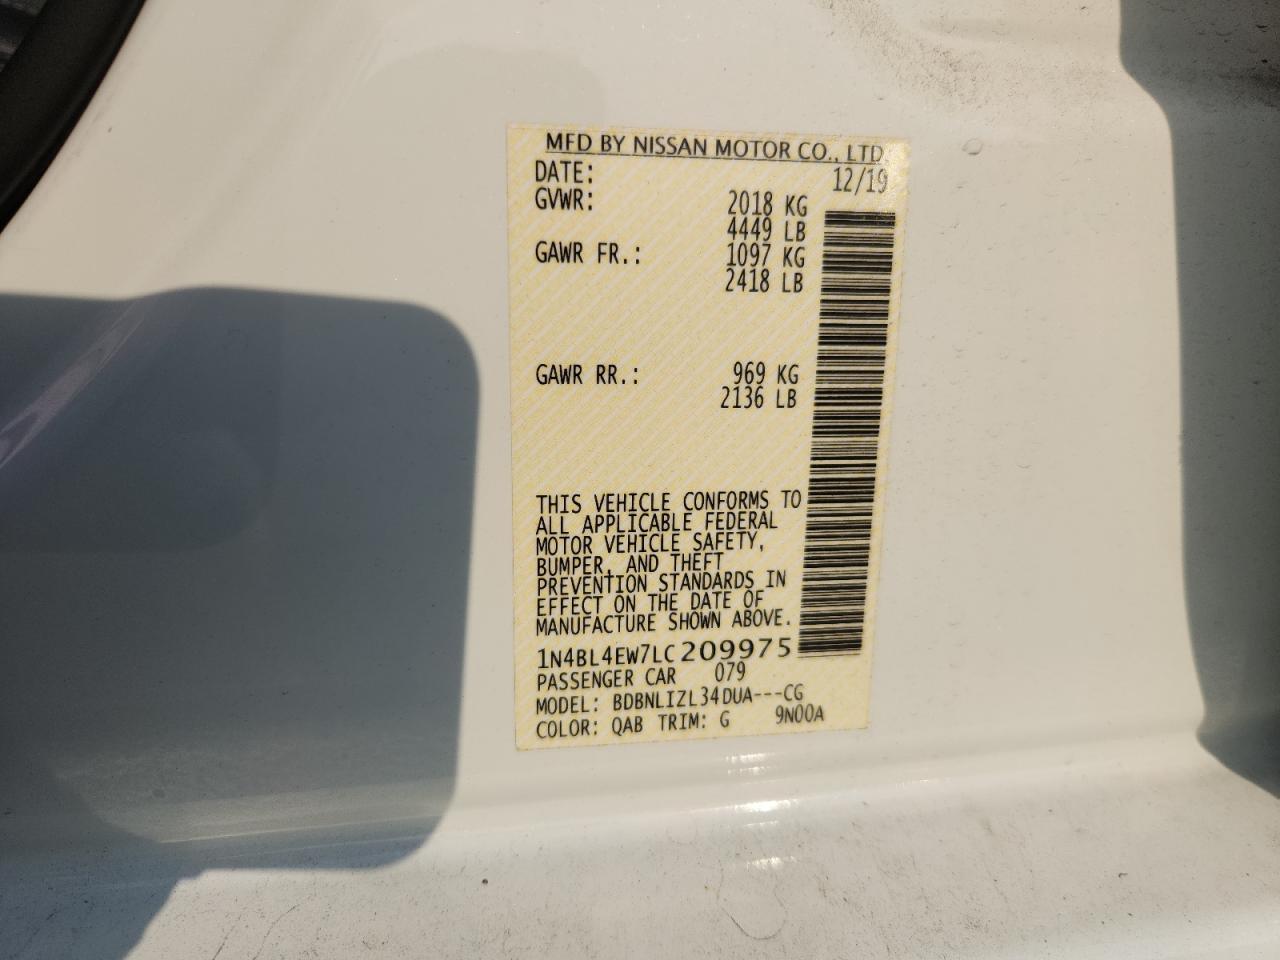 MFD BY NISSAN MOTOR CO., LTD.
DATE: 12/19
GVWR: 2018 KG
4449 LB
GAWR FR.: 1097 KG
2418 LB
GAWR RR.: 969 KG
2136 LB
THIS VEHICLE CONFORMS TO
ALL APPLICABLE FEDERAL
MOTOR VEHICLE SAFETY,
BUMPER, AND THEFT
PREVENTION STANDARDS IN
EFFECT ON THE DATE OF
MANUFACTURE SHOWN ABOVE.
1N4BL4EW7LC209975
PASSENGER CAR 079
MODEL: BDBNLIZL34DUA---CG
COLOR: QAB TRIM: G 9N00A